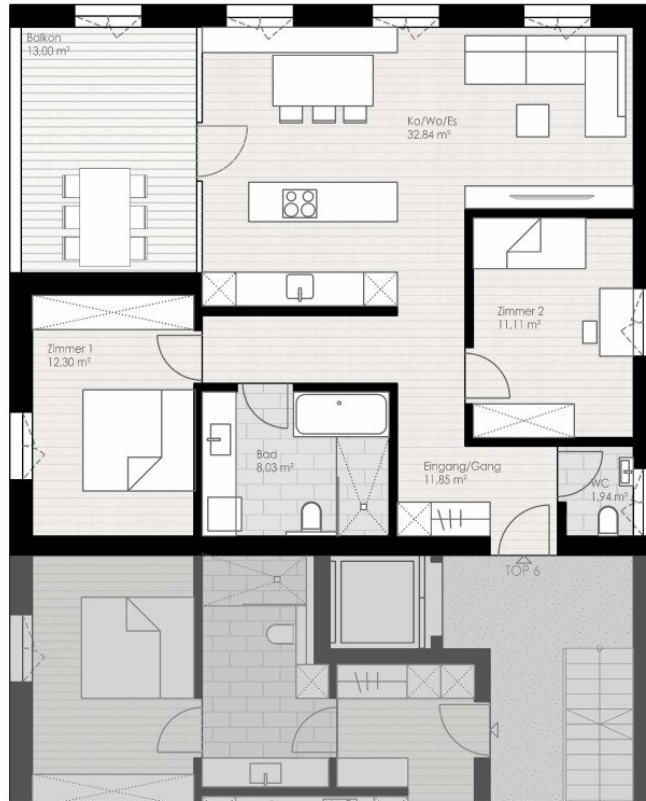 Balkon
13,00 m²
Ko/Wo/Es
32,84 m²
Zimmer 2
11,11 m²
Zimmer 1
12,30 m²
Bad
8,03 m²
Eingang/Gang
11,85 m²
WC
1,94 m²
TOP 6